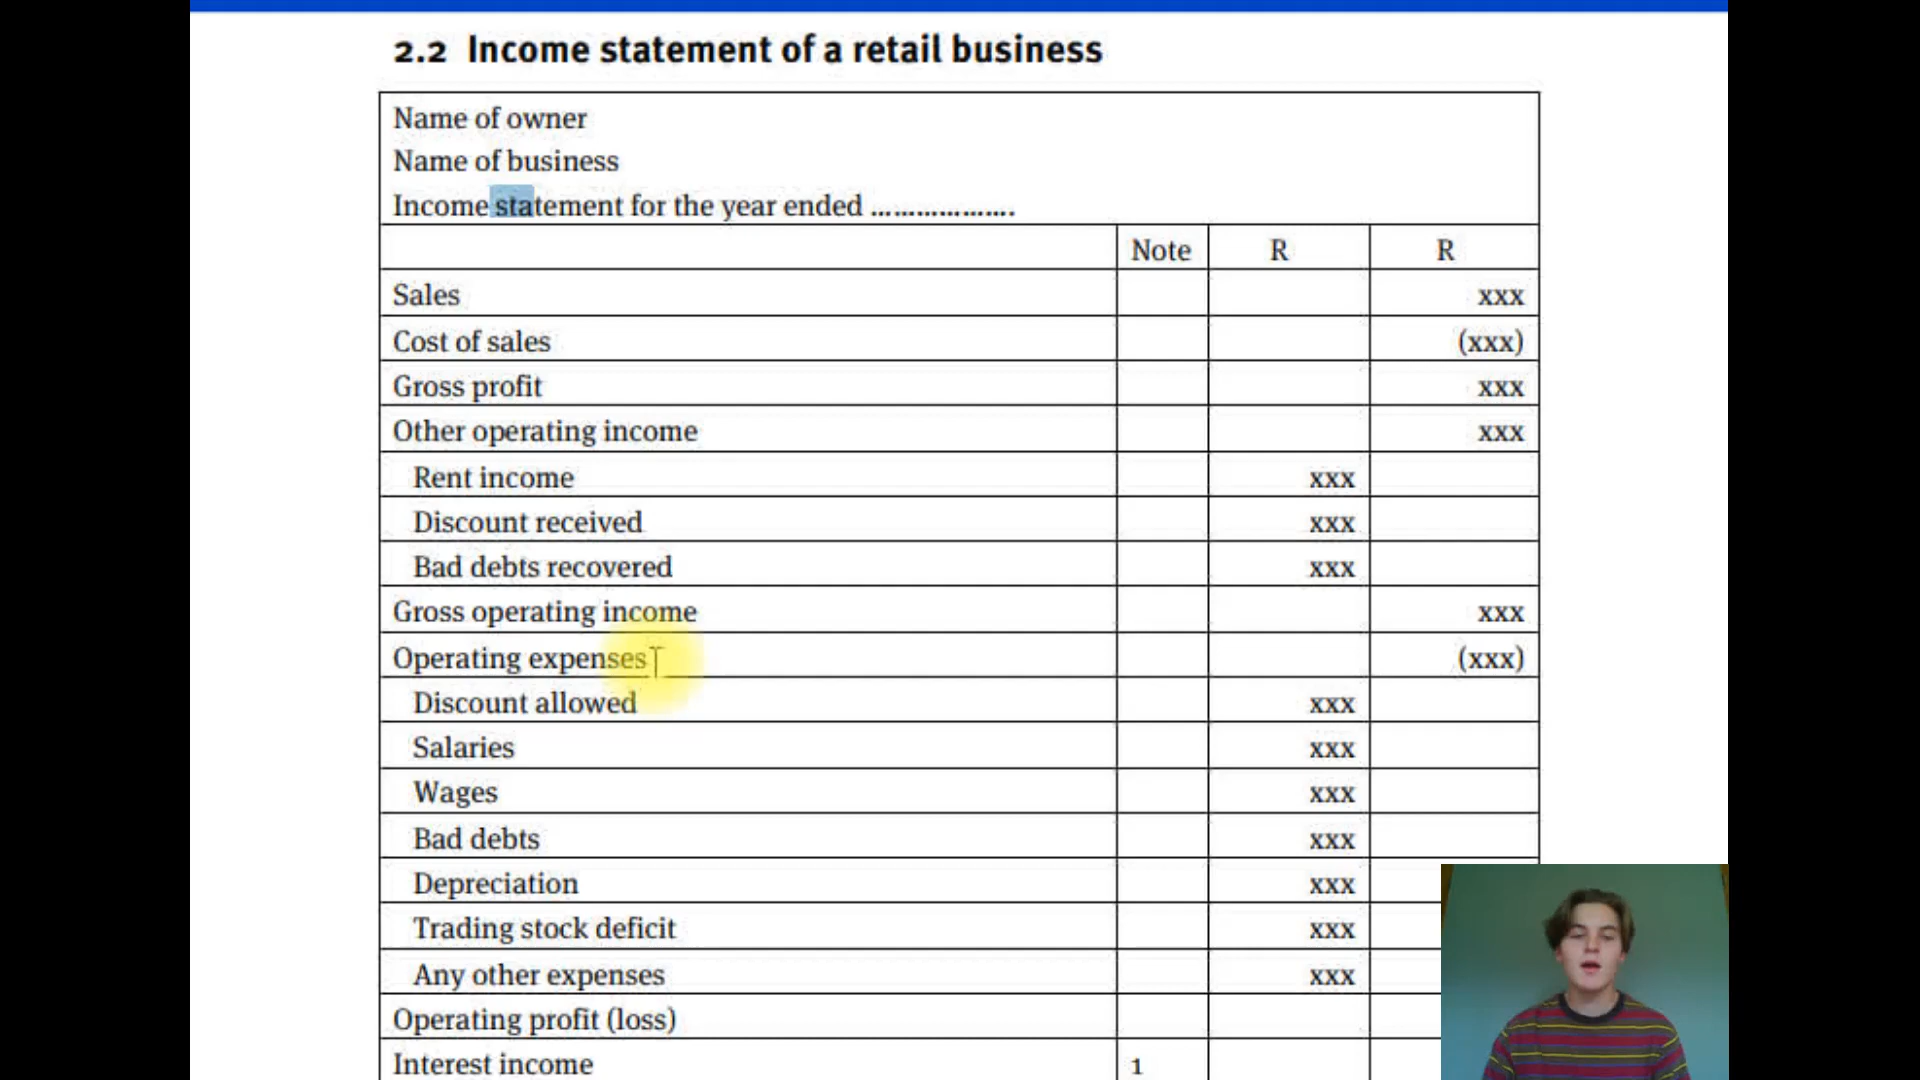 2.2 Income statement of a retail business
Name of owner
Name of business
Income statement for the year ended ...................
Note R R
Sales xxx
Cost of sales (xxx)
Gross profit xxx
Other operating income xxx
Rent income xxx
Discount received xxx
Bad debts recovered xxx
Gross operating income xxx
Operating expenses (xxx)
Discount allowed xxx
Salaries xxx
Wages xxx
Bad debts xxx
Depreciation xxx
Trading stock deficit xxx
Any other expenses xxx
Operating profit (loss)
Interest income 1